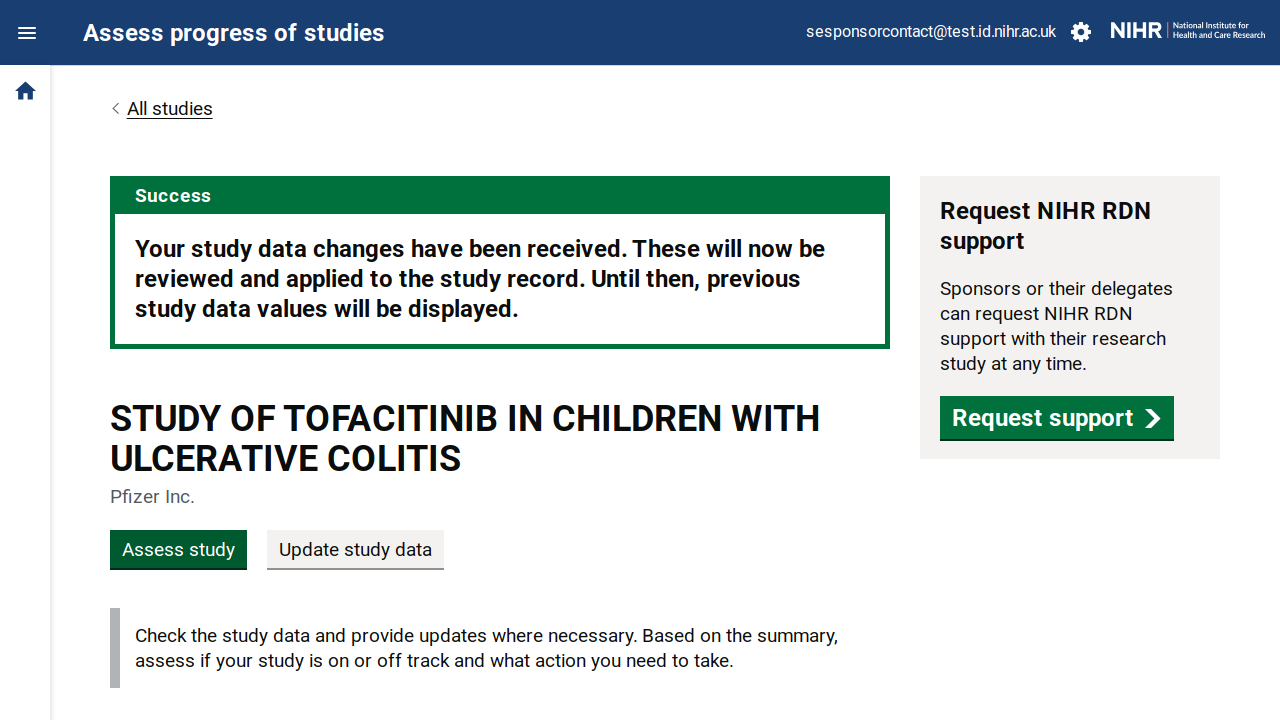 Assess progress of studies
sesponsorcontact@test.id.nihr.ac.uk
NIHR | National Institute for
Health and Care Research
All studies
Success
Your study data changes have been received. These will now be
reviewed and applied to the study record. Until then, previous
study data values will be displayed.
STUDY OF TOFACITINIB IN CHILDREN WITH
ULCERATIVE COLITIS
Pfizer Inc.
Assess study
Update study data
Check the study data and provide updates where necessary. Based on the summary,
assess if your study is on or off track and what action you need to take.
Request NIHR RDN
support
Sponsors or their delegates
can request NIHR RDN
support with their research
study at any time.
Request support